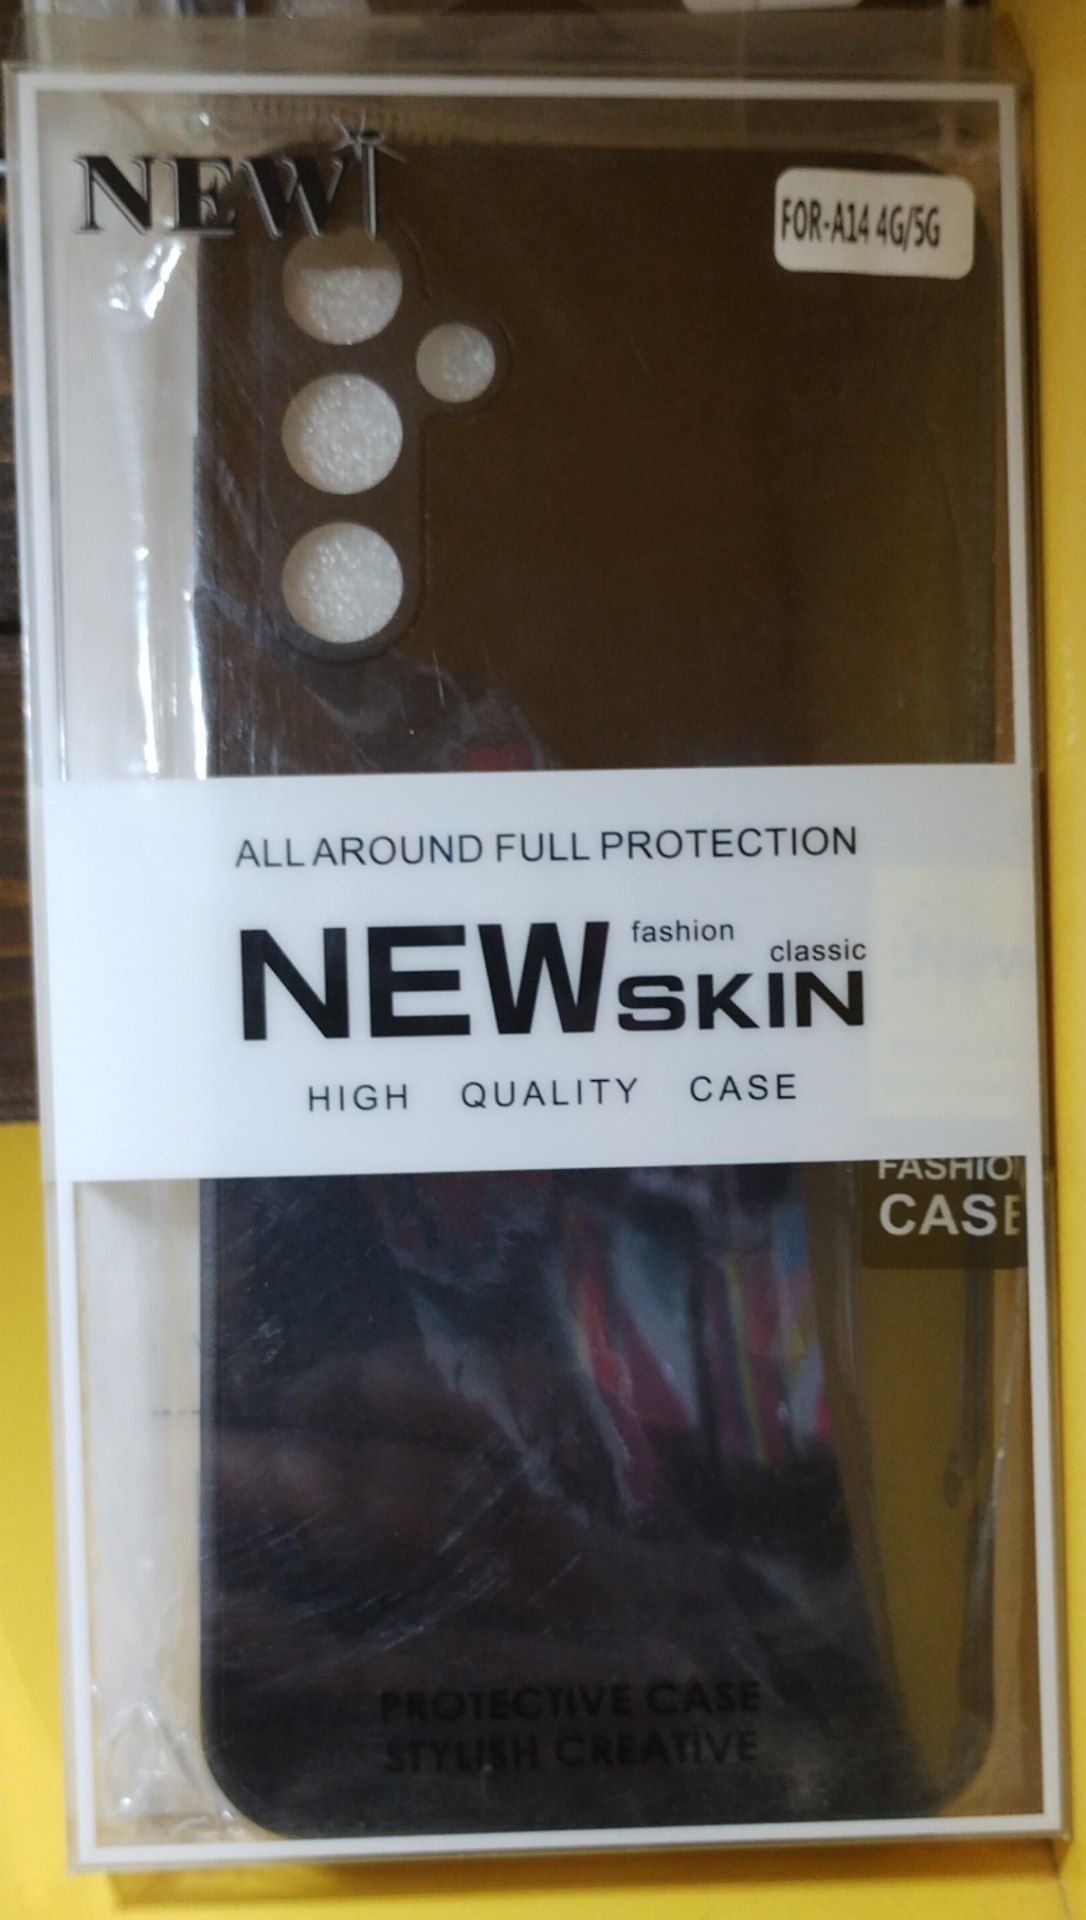 NEW
FOR-A14 4G/5G
ALL AROUND FULL PROTECTION
NEW fashion classic
SKIN
HIGH QUALITY CASE
FASHIO
CASE
PROTECTIVE CASE
STYLISH CREATIVE